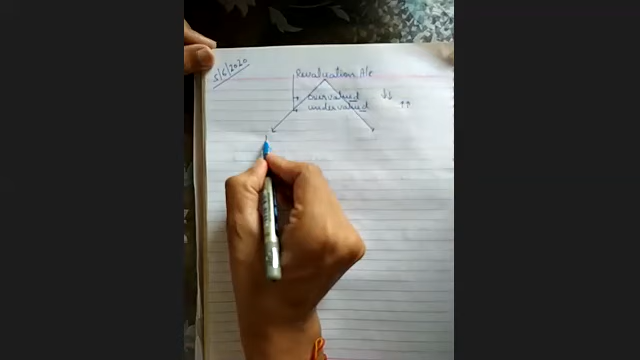 5/6/2020
Revaluation A/c
overvalued ↓↓
undervalued ↑↑